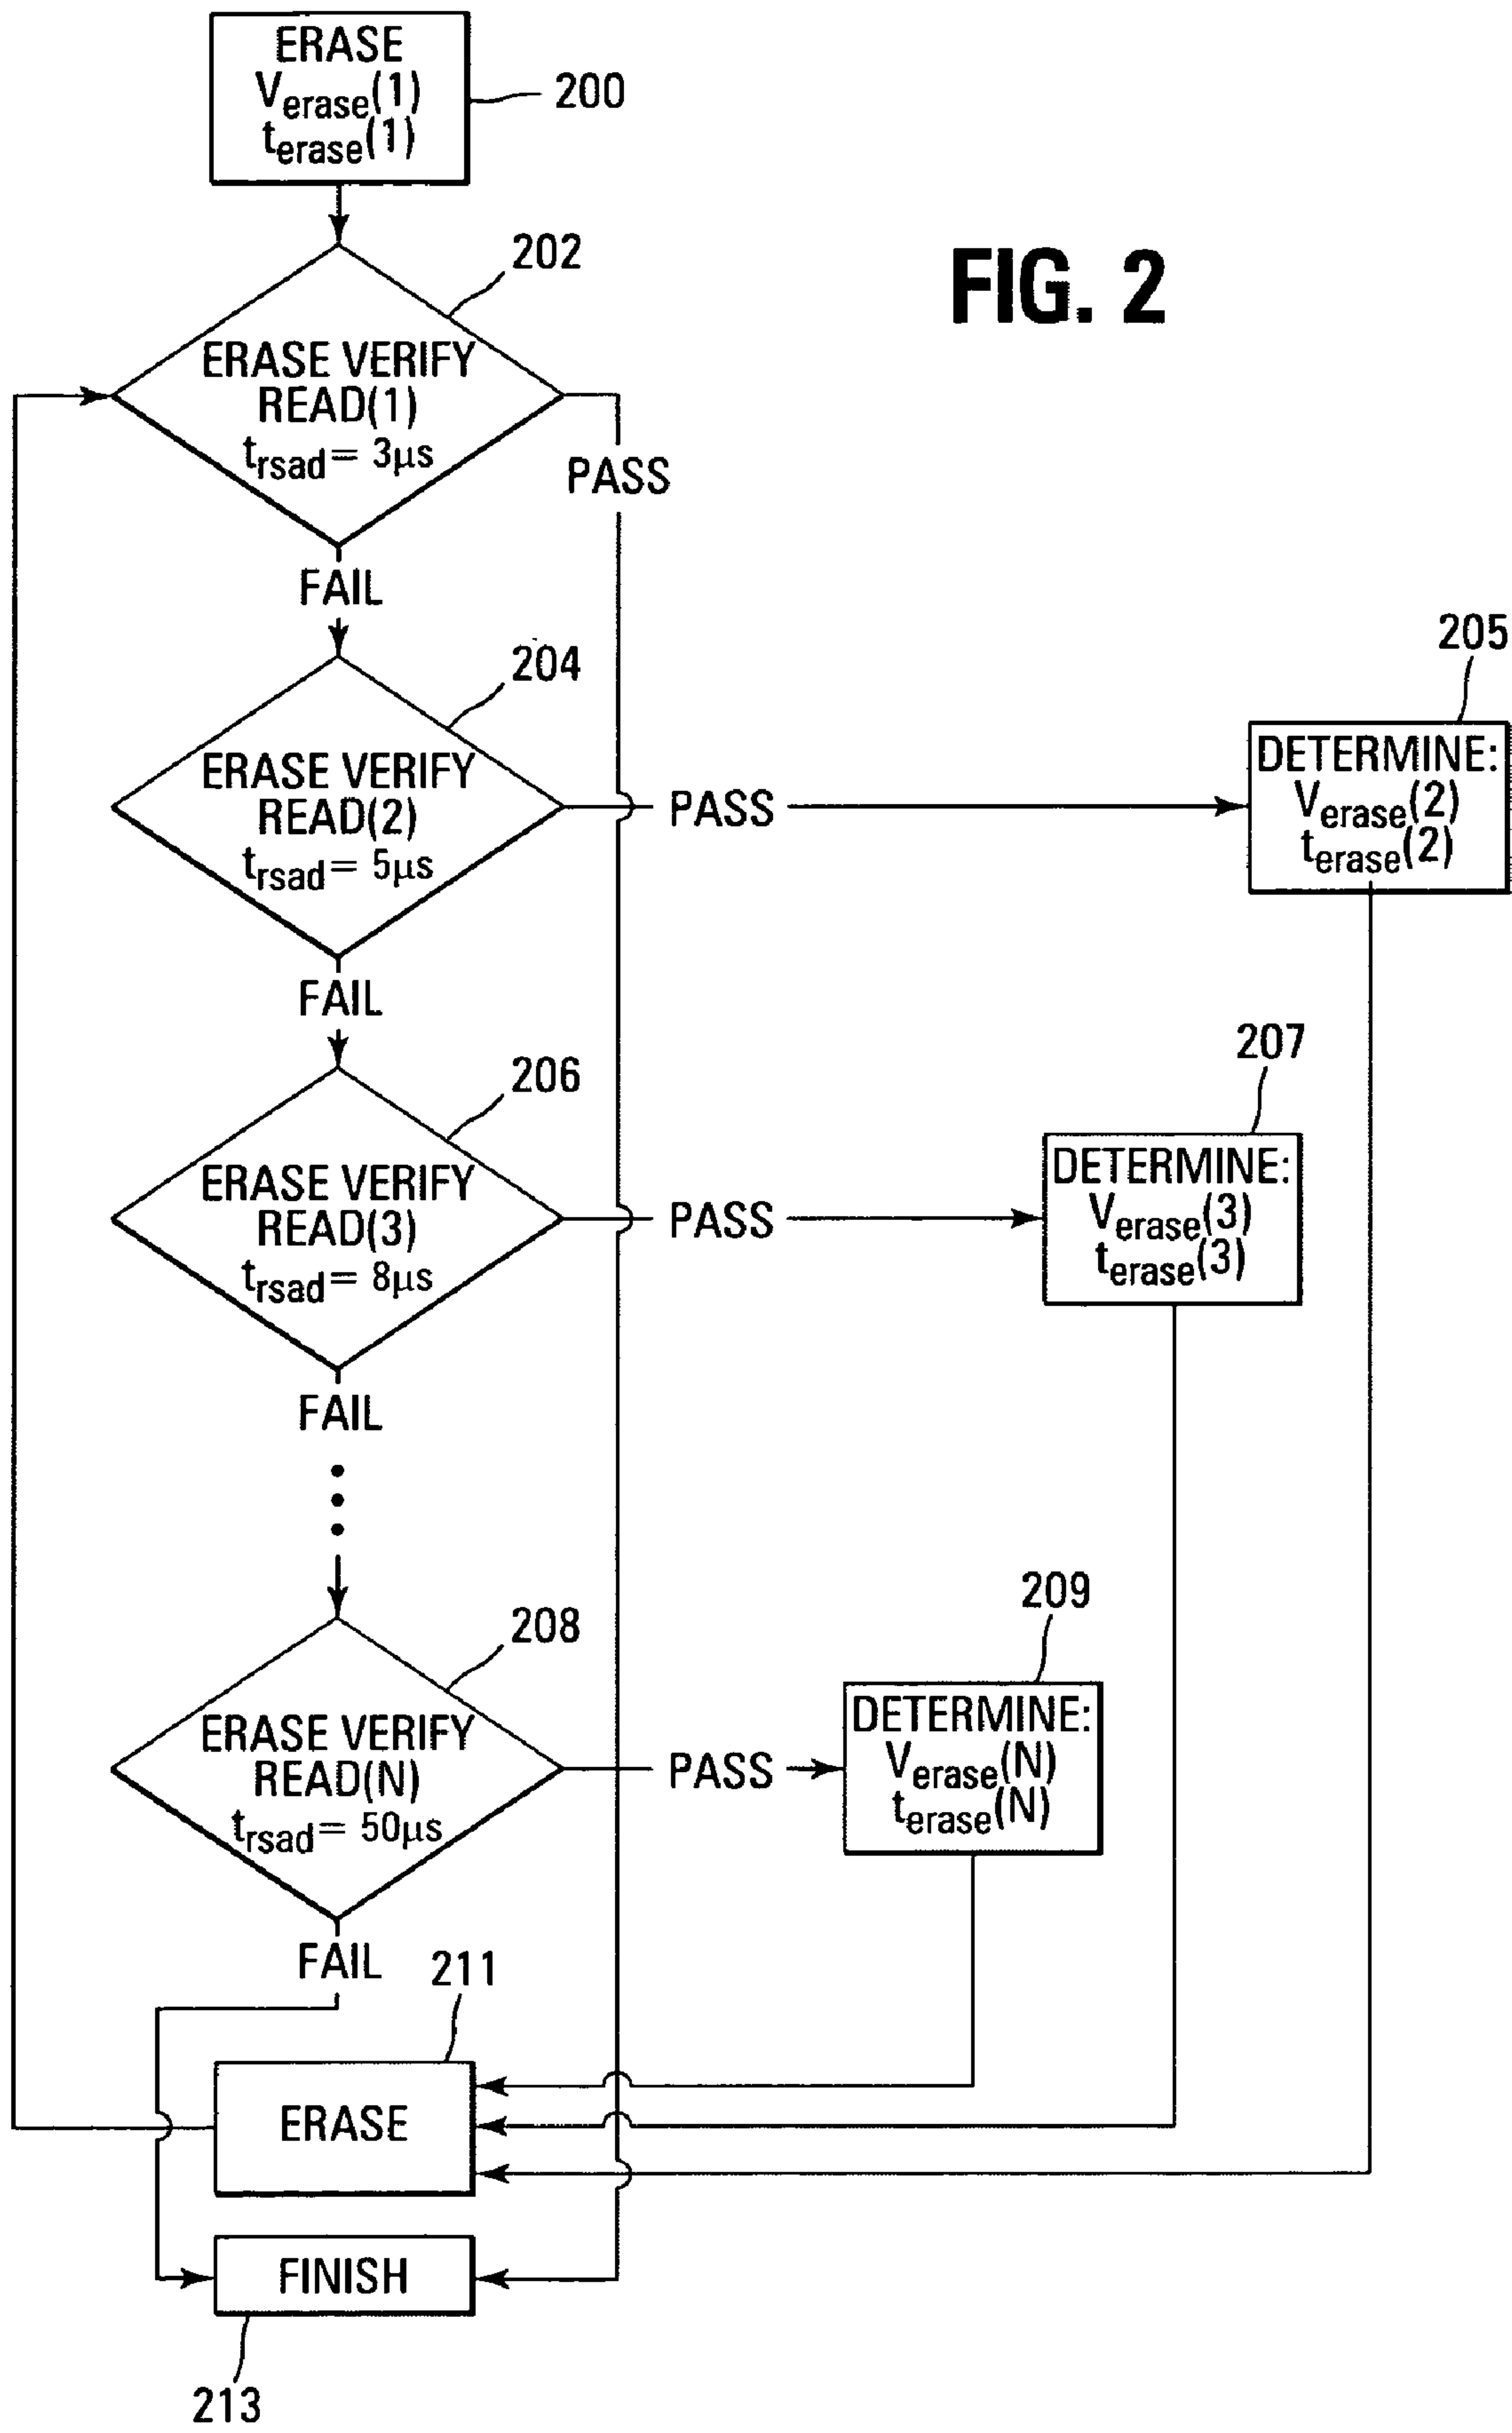 ERASE
Verase(1)
terase(1)
200
202
FIG. 2
ERASE VERIFY
READ(1)
trsad= 3µs
PASS
FAIL
204
205
ERASE VERIFY
READ(2)
trsad= 5µs
PASS
DETERMINE:
Verase(2)
terase(2)
FAIL
206
207
ERASE VERIFY
READ(3)
trsad= 8µs
PASS
DETERMINE:
Verase(3)
terase(3)
FAIL
208
209
ERASE VERIFY
READ(N)
trsad= 50µs
PASS
DETERMINE:
Verase(N)
terase(N)
FAIL
211
ERASE
FINISH
213